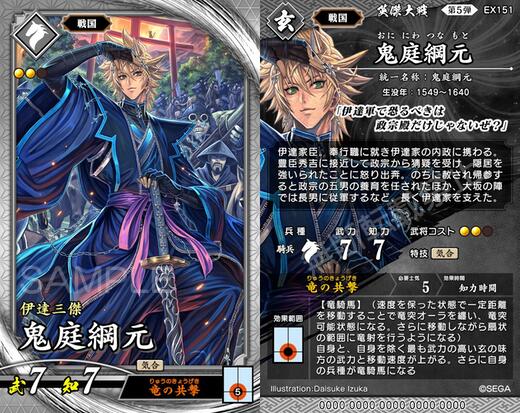 戦国
SAMPLE
伊達三傑
鬼庭綱元
気合
武7 知7
りゅうのきょうげき
竜の共撃
5
玄
戦国
英傑大戦
第5弾
EX151
おに にわ つな もと
鬼庭綱元
統一名称:鬼庭綱元
生没年:1549~1640
「伊達軍で恐るべきは
政宗殿だけじゃないぜ?」
伊達家臣。奉行職に就き伊達家の内政に携わる。
豊臣秀吉に接近して政宗から猜疑を受け、隠居を
強いられたことに怒り出奔。のちに赦され帰参す
ると政宗の五男の養育を任されたほか、大坂の陣
では長男に従軍するなど、長く伊達家を支えた。
兵種 武力 知力 武将コスト
騎兵 7 7 特技 気合
りゅうのきょうげき
竜の共撃
必要士気 5
効果時間 知力時間
効果範囲
【竜騎馬】(速度を保った状態で一定距離
を移動することで竜突オーラを纏い、竜突
可能状態になる。さらに移動しながら扇状
の範囲に竜射を行うようになる)
自身と、自身を除く最も武力の高い玄の味
方の武力と移動速度が上がる。さらに自身
の兵種が竜騎馬になる
Illustration:Daisuke Iizuka
©SEGA
0000 0000 0000 0000 0000 0000